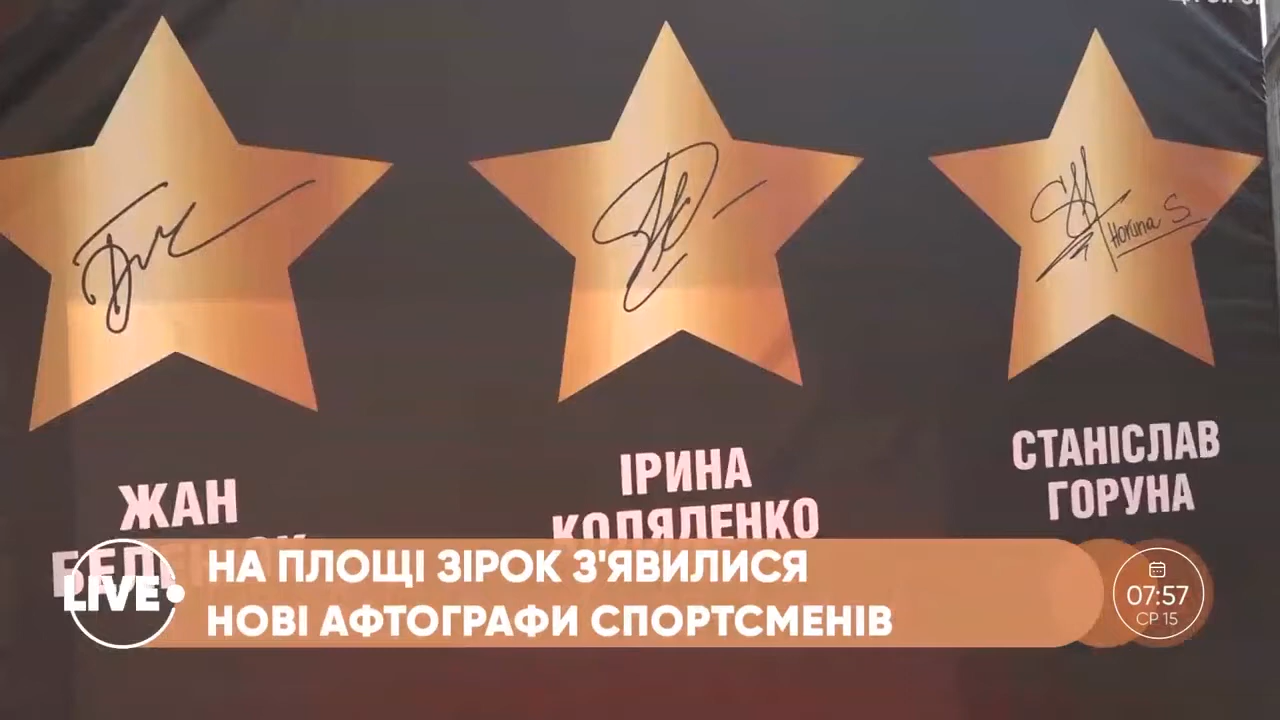 Horuna S
ЖАН
ІРИНА
КОЛЯЛЕНКО
СТАНІСЛАВ
ГОРУНА
LIVE
НА ПЛОЩІ ЗІРОК З'ЯВИЛИСЯ
НОВІ АФТОГРАФИ СПОРТСМЕНІВ
07:57
СР 15